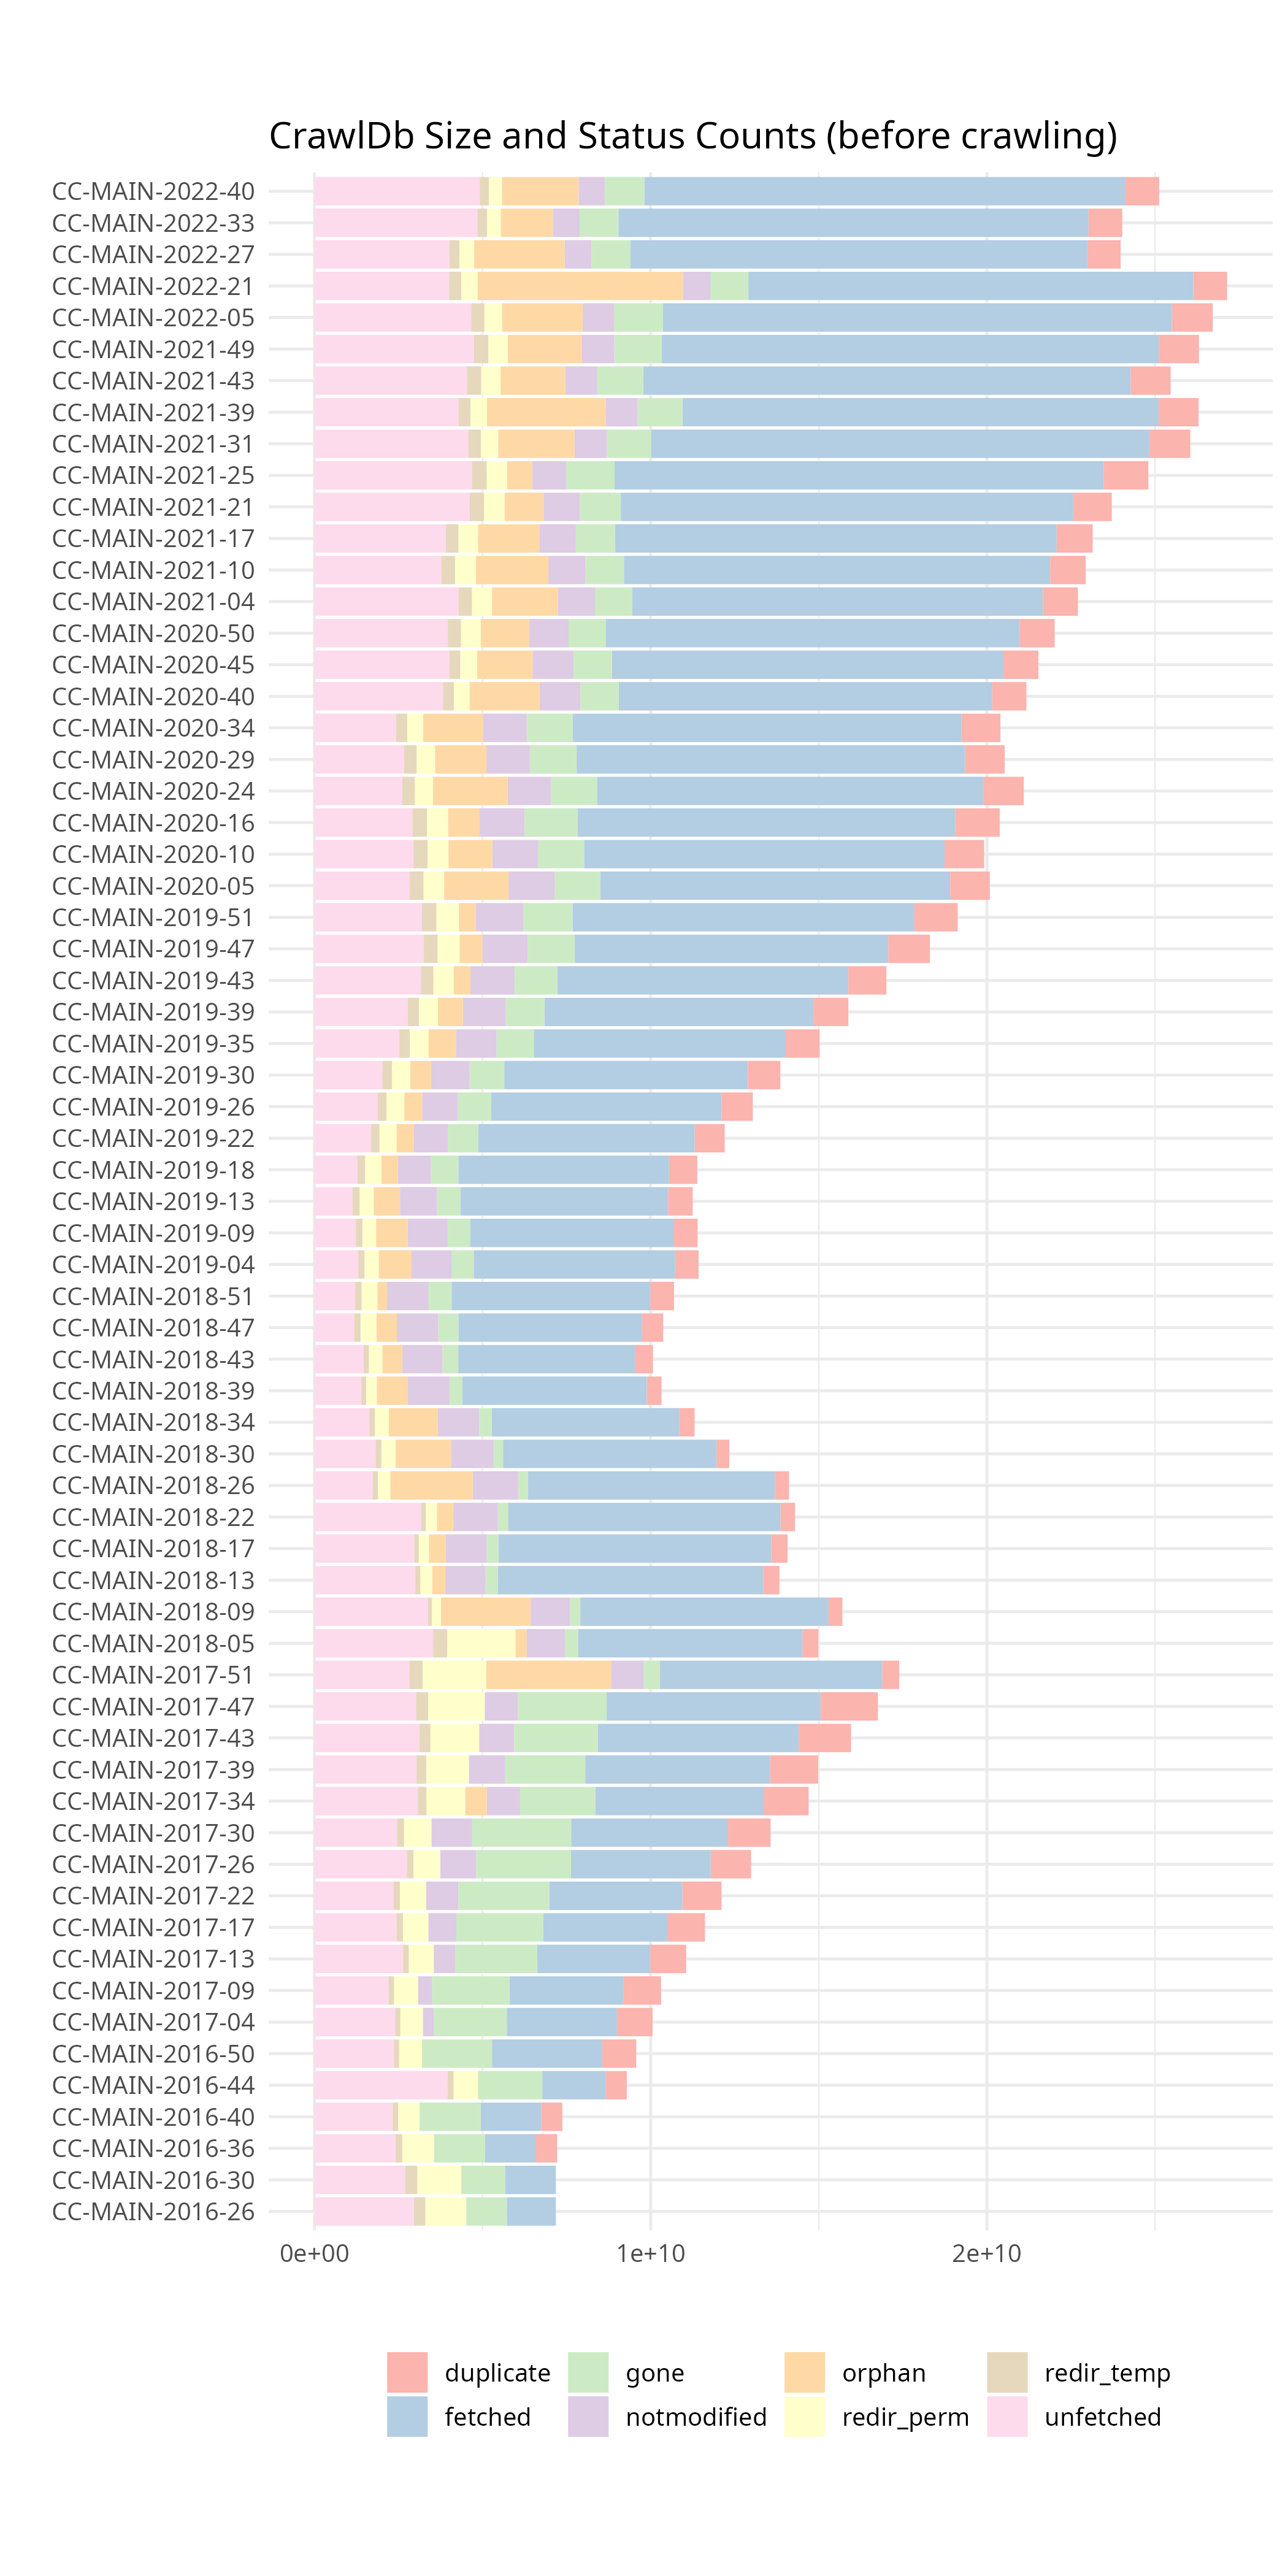 CrawlDb Size and Status Counts (before crawling)
CC-MAIN-2022-40
CC-MAIN-2022-33
CC-MAIN-2022-27
CC-MAIN-2022-21
CC-MAIN-2022-05
CC-MAIN-2021-49
CC-MAIN-2021-43
CC-MAIN-2021-39
CC-MAIN-2021-31
CC-MAIN-2021-25
CC-MAIN-2021-21
CC-MAIN-2021-17
CC-MAIN-2021-10
CC-MAIN-2021-04
CC-MAIN-2020-50
CC-MAIN-2020-45
CC-MAIN-2020-40
CC-MAIN-2020-34
CC-MAIN-2020-29
CC-MAIN-2020-24
CC-MAIN-2020-16
CC-MAIN-2020-10
CC-MAIN-2020-05
CC-MAIN-2019-51
CC-MAIN-2019-47
CC-MAIN-2019-43
CC-MAIN-2019-39
CC-MAIN-2019-35
CC-MAIN-2019-30
CC-MAIN-2019-26
CC-MAIN-2019-22
CC-MAIN-2019-18
CC-MAIN-2019-13
CC-MAIN-2019-09
CC-MAIN-2019-04
CC-MAIN-2018-51
CC-MAIN-2018-47
CC-MAIN-2018-43
CC-MAIN-2018-39
CC-MAIN-2018-34
CC-MAIN-2018-30
CC-MAIN-2018-26
CC-MAIN-2018-22
CC-MAIN-2018-17
CC-MAIN-2018-13
CC-MAIN-2018-09
CC-MAIN-2018-05
CC-MAIN-2017-51
CC-MAIN-2017-47
CC-MAIN-2017-43
CC-MAIN-2017-39
CC-MAIN-2017-34
CC-MAIN-2017-30
CC-MAIN-2017-26
CC-MAIN-2017-22
CC-MAIN-2017-17
CC-MAIN-2017-13
CC-MAIN-2017-09
CC-MAIN-2017-04
CC-MAIN-2016-50
CC-MAIN-2016-44
CC-MAIN-2016-40
CC-MAIN-2016-36
CC-MAIN-2016-30
CC-MAIN-2016-26
0e+00 1e+10 2e+10
duplicate gone orphan redir_temp
fetched notmodified redir_perm unfetched